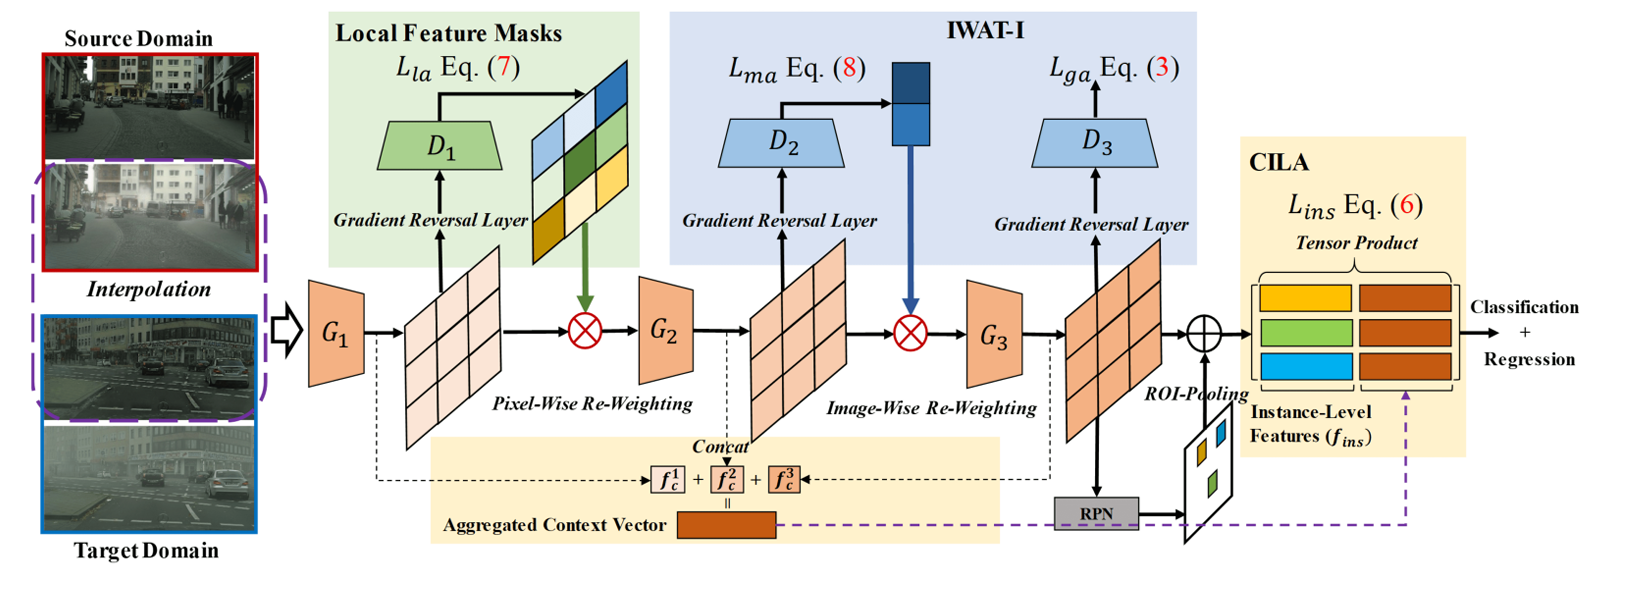 Source Domain
Interpolation
Target Domain
Local Feature Masks
L_{la} Eq. (7)
D_1
Gradient Reversal Layer
G_1
Pixel-Wise Re-Weighting
G_2
IWAT-I
L_{ma} Eq. (8)
D_2
Gradient Reversal Layer
Image-Wise Re-Weighting
G_3
L_{ga} Eq. (3)
D_3
Gradient Reversal Layer
ROI-Pooling
RPN
Concat
f_c^1 + f_c^2 + f_c^3
=
Aggregated Context Vector
CILA
L_{ins} Eq. (6)
Tensor Product
Instance-Level
Features (f_{ins})
Classification
+
Regression